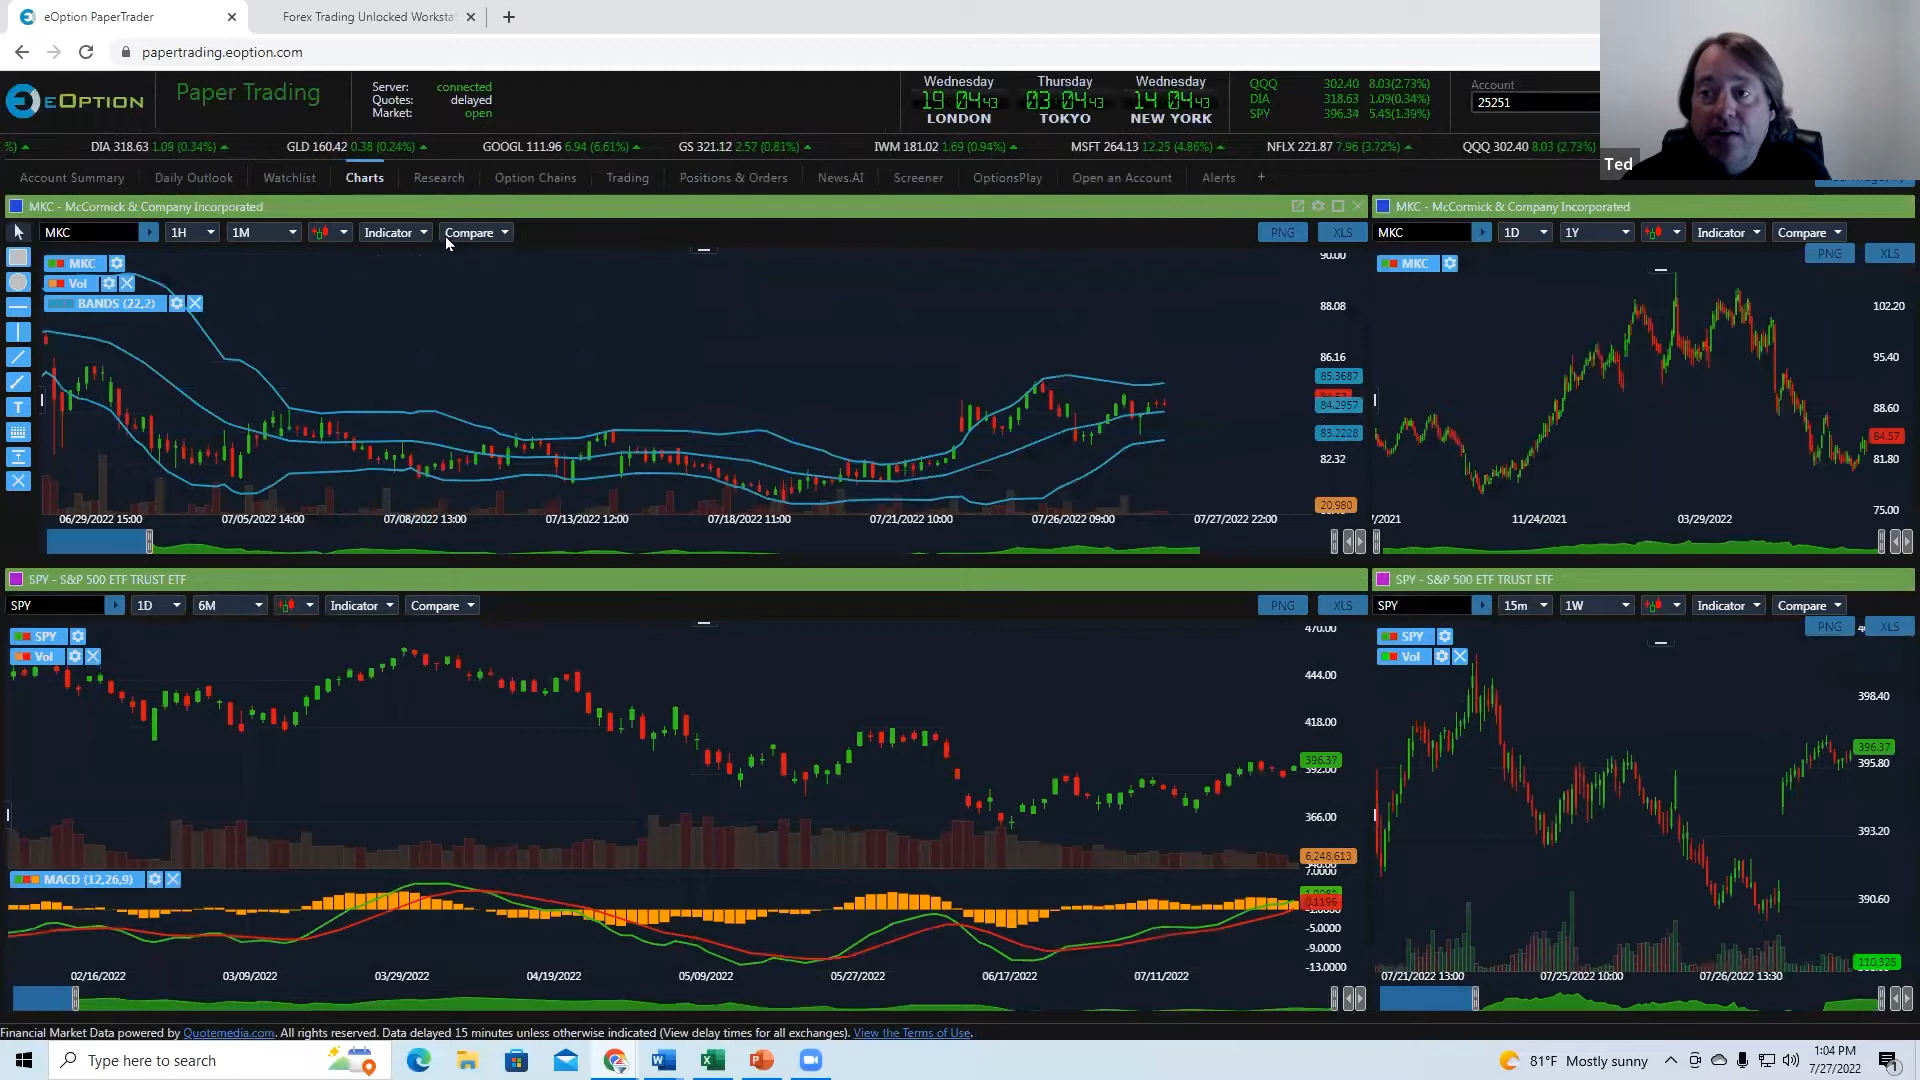 eOption PaperTrader
Forex Trading Unlocked Worksta
papertrading.eoption.com
eOPTION
Paper Trading
Server: connected
Quotes: delayed
Market: open
Wednesday 19:04:43 LONDON
Thursday 03:04:43 TOKYO
Wednesday 14:04:43 NEW YORK
QQQ 302.40 8.03(2.73%)
DIA 318.63 1.09(0.34%)
SPY 396.34 5.43(1.39%)
Account
25251
Ted
%) DIA 318.63 1.09 (0.34%) GLD 160.42 0.38 (0.24%) GOOGL 111.96 6.94 (6.61%) GS 321.12 2.57 (0.81%) IWM 181.02 1.69 (0.94%) MSFT 264.13 12.25 (4.86%) NFLX 221.87 7.96 (3.72%) QQQ 302.40 8.03 (2.73%)
Account Summary Daily Outlook Watchlist Charts Research Option Chains Trading Positions & Orders News.AI Screener OptionsPlay Open an Account Alerts +
MKC - McCormick & Company Incorporated
MKC 1H 1M Indicator Compare PNG XLS
MKC
Vol
BANDS (22,2)
T
90.00
88.08
86.16
85.3687
84.2957
83.2228
82.32
20,980
06/29/2022 15:00 07/05/2022 14:00 07/08/2022 13:00 07/13/2022 12:00 07/18/2022 11:00 07/21/2022 10:00 07/26/2022 09:00 07/27/2022 22:00
MKC - McCormick & Company Incorporated
MKC 1D 1Y Indicator Compare
PNG XLS
MKC
102.20
95.40
88.60
84.57
81.80
75.00
/2021 11/24/2021 03/29/2022
SPY - S&P 500 ETF TRUST ETF
SPY 1D 6M Indicator Compare PNG XLS
SPY
Vol
470.00
444.00
418.00
396.37
392.00
366.00
6,248,613
340.00
7.0000
MACD (12,26,9)
0.1196
-1.0000
-5.0000
-9.0000
-13.0000
02/16/2022 03/09/2022 03/29/2022 04/19/2022 05/09/2022 05/27/2022 06/17/2022 07/11/2022
SPY - S&P 500 ETF TRUST ETF
SPY 15m 1W Indicator Compare
PNG XLS
SPY
Vol
398.40
396.37
395.80
393.20
390.60
110,325
07/21/2022 13:00 07/25/2022 10:00 07/26/2022 13:30
Financial Market Data powered by Quotemedia.com. All rights reserved. Data delayed 15 minutes unless otherwise indicated (View delay times for all exchanges). View the Terms of Use.
Type here to search
81°F Mostly sunny
1:04 PM
7/27/2022
1